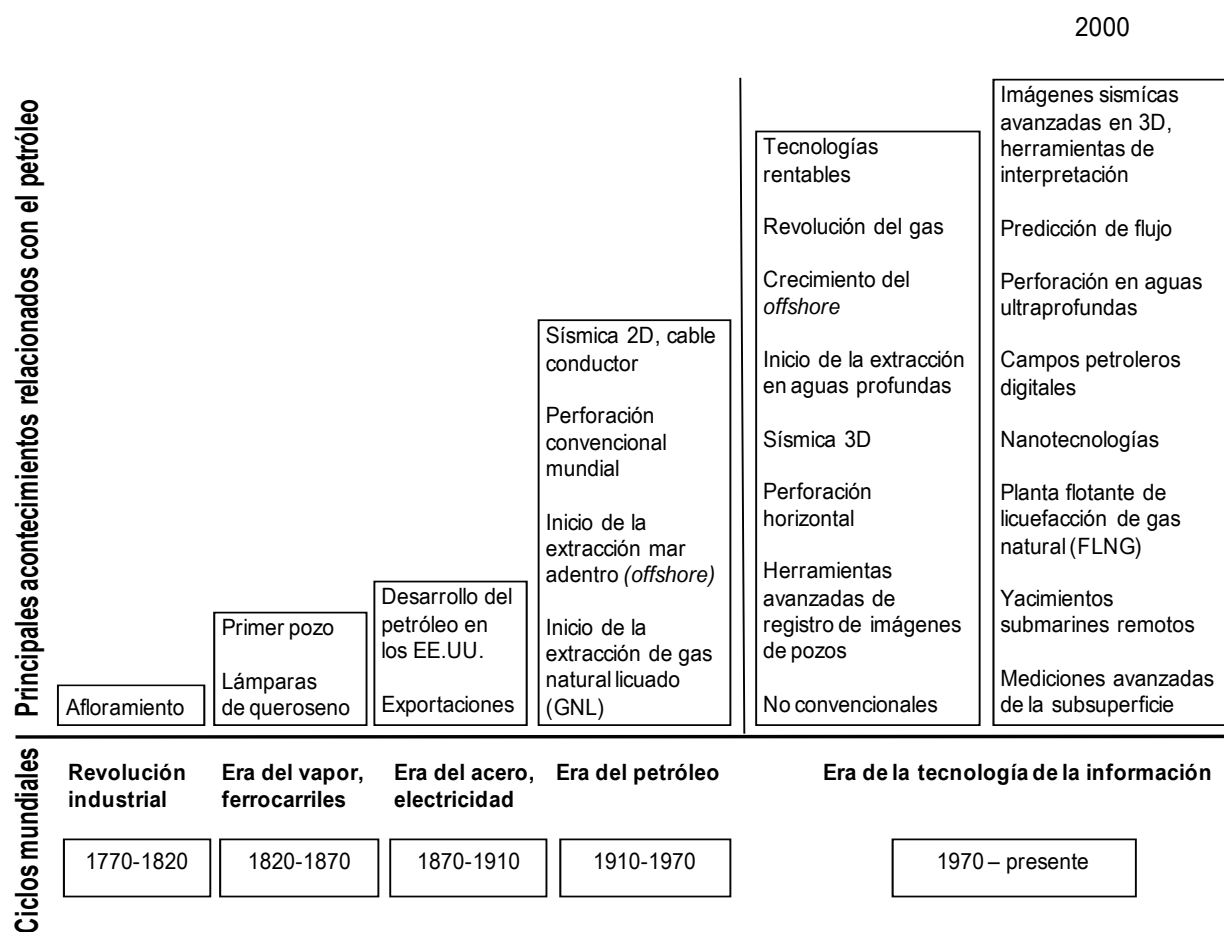 2000
Principales acontecimientos relacionados con el petróleo
Afloramiento
Primer pozo
Lámparas
de queroseno
Desarrollo del
petróleo en
los EE.UU.
Exportaciones
Sísmica 2D, cable
conductor
Perforación
convencional
mundial
Inicio de la
extracción mar
adentro (offshore)
Inicio de la
extracción de gas
natural licuado
(GNL)
Tecnologías
rentables
Revolución del gas
Crecimiento del
offshore
Inicio de la extracción
en aguas profundas
Sísmica 3D
Perforación
horizontal
Herramientas
avanzadas de
registro de imágenes
de pozos
No convencionales
Imágenes sismícas
avanzadas en 3D,
herramientas de
interpretación
Predicción de flujo
Perforación en aguas
ultraprofundas
Campos petroleros
digitales
Nanotecnologías
Planta flotante de
licuefacción de gas
natural (FLNG)
Yacimientos
submarines remotos
Mediciones avanzadas
de la subsuperficie
Ciclos mundiales
Revolución
industrial
Era del vapor,
ferrocarriles
Era del acero,
electricidad
Era del petróleo
Era de la tecnología de la información
1770-1820
1820-1870
1870-1910
1910-1970
1970 – presente